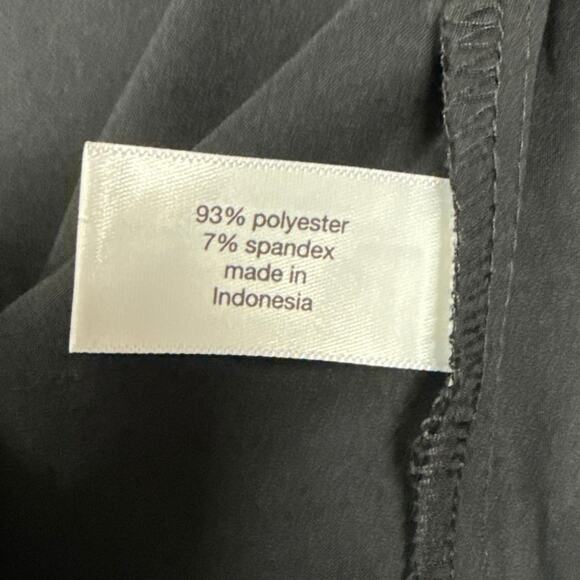 93% polyester
7% spandex
made in
Indonesia